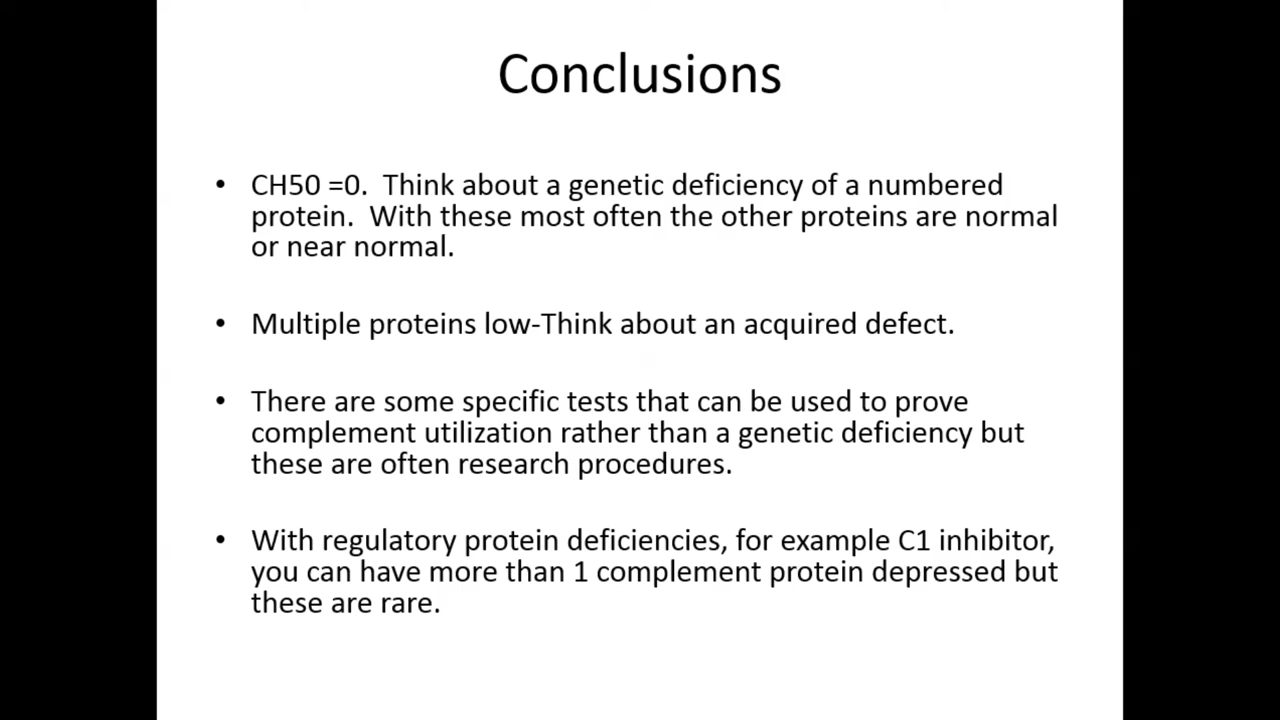 Conclusions
• CH50 =0.  Think about a genetic deficiency of a numbered
protein.  With these most often the other proteins are normal
or near normal.
• Multiple proteins low-Think about an acquired defect.
• There are some specific tests that can be used to prove
complement utilization rather than a genetic deficiency but
these are often research procedures.
• With regulatory protein deficiencies, for example C1 inhibitor,
you can have more than 1 complement protein depressed but
these are rare.